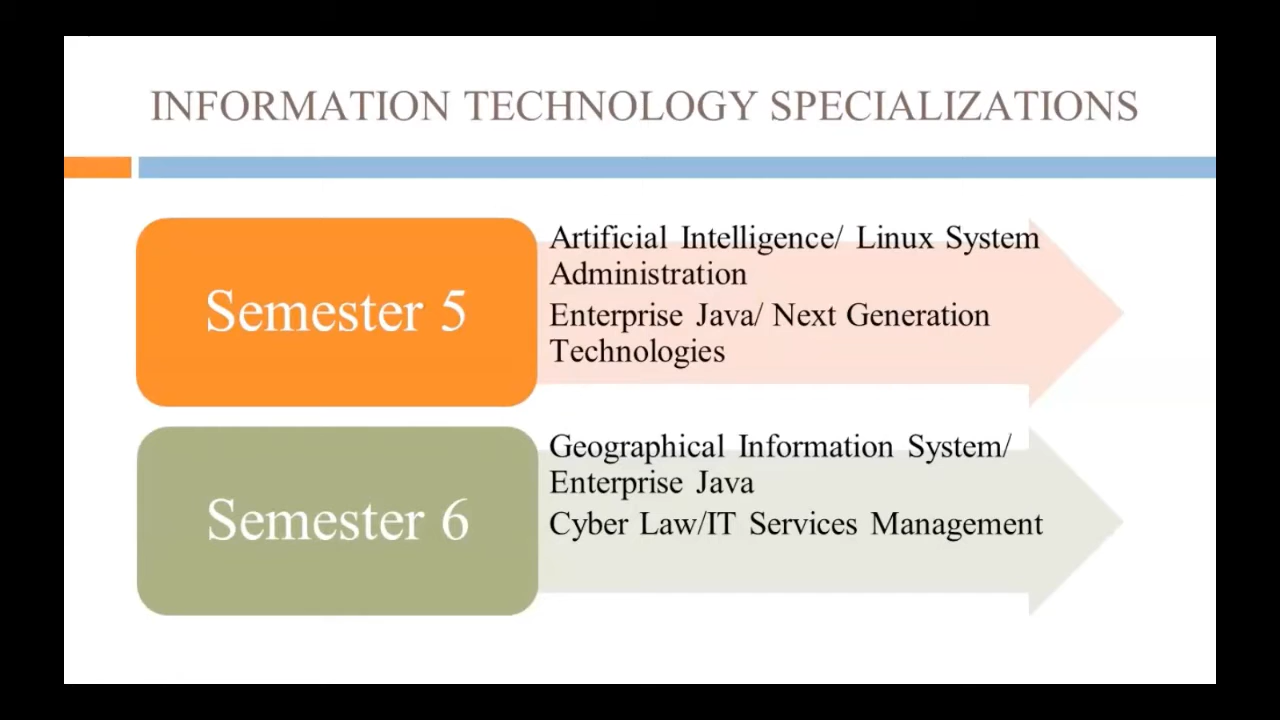 INFORMATION TECHNOLOGY SPECIALIZATIONS
Semester 5
Artificial Intelligence/ Linux System
Administration
Enterprise Java/ Next Generation
Technologies
Semester 6
Geographical Information System/
Enterprise Java
Cyber Law/IT Services Management